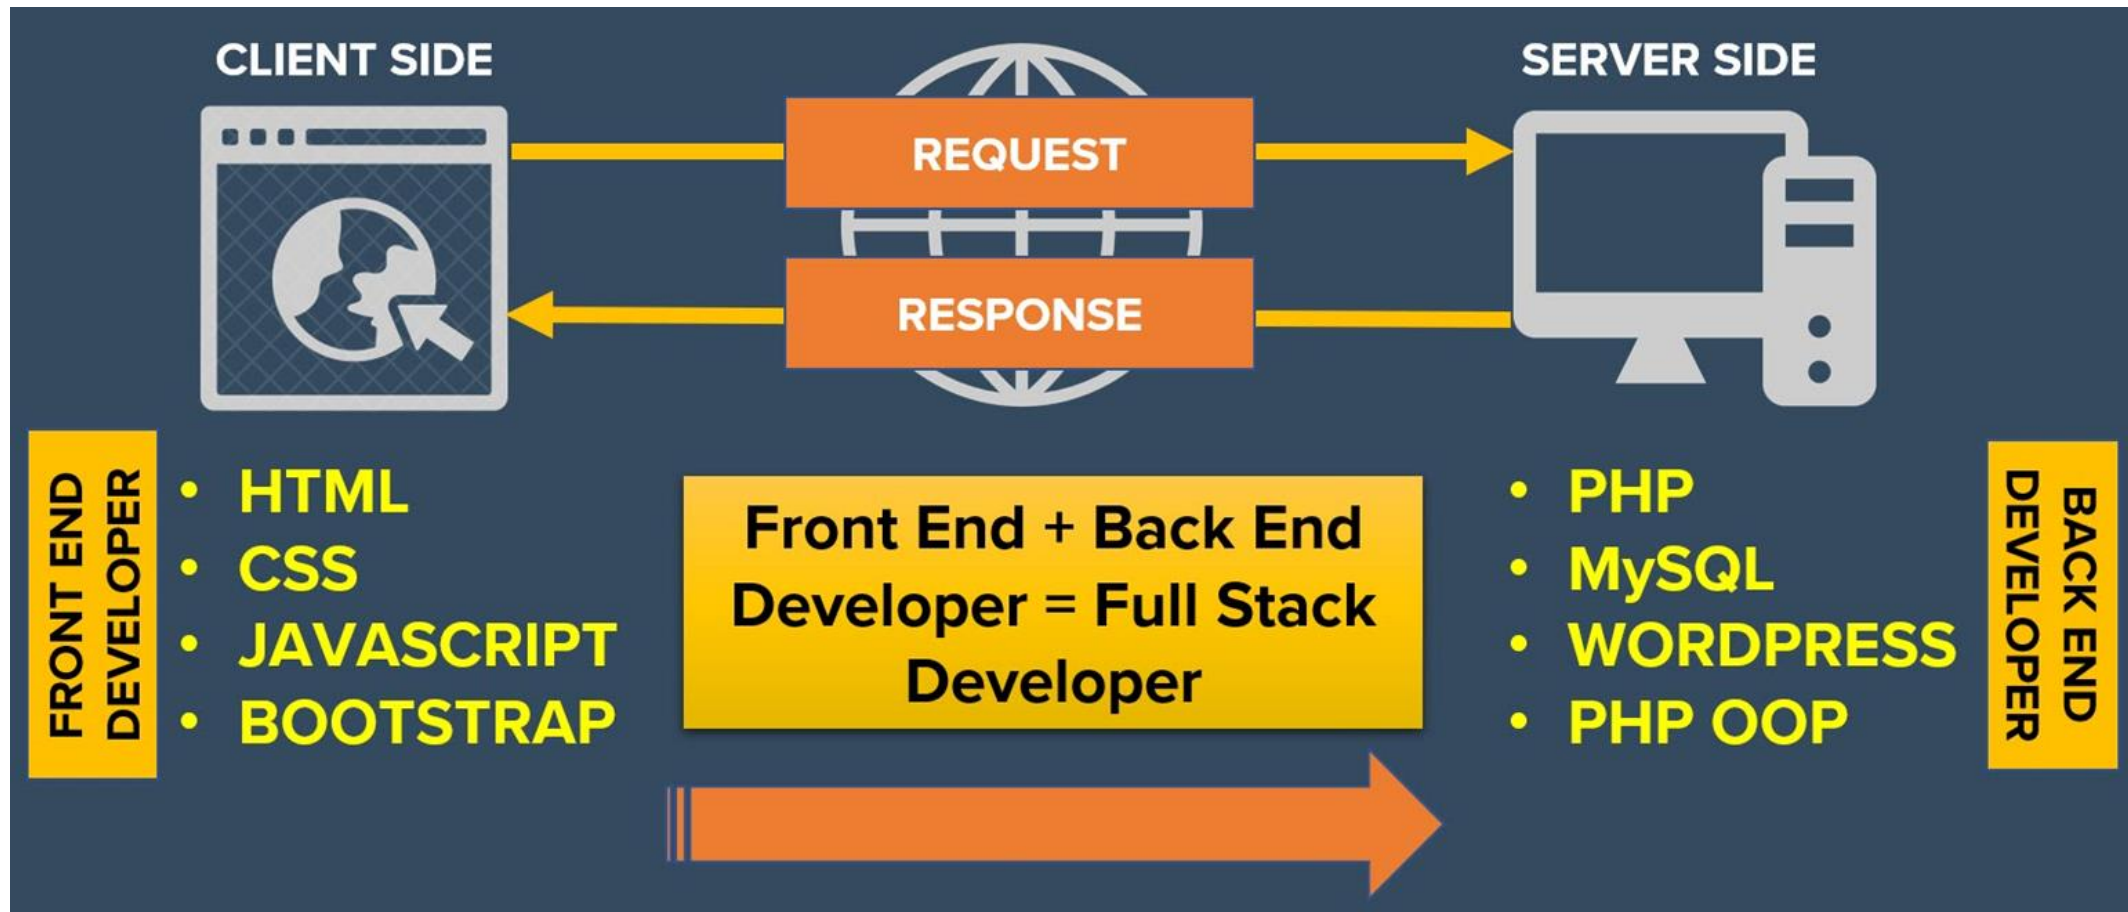 CLIENT SIDE
SERVER SIDE
REQUEST
RESPONSE
FRONT END
DEVELOPER
• HTML
• CSS
• JAVASCRIPT
• BOOTSTRAP
Front End + Back End
Developer = Full Stack
Developer
• PHP
• MySQL
• WORDPRESS
• PHP OOP
BACK END
DEVELOPER